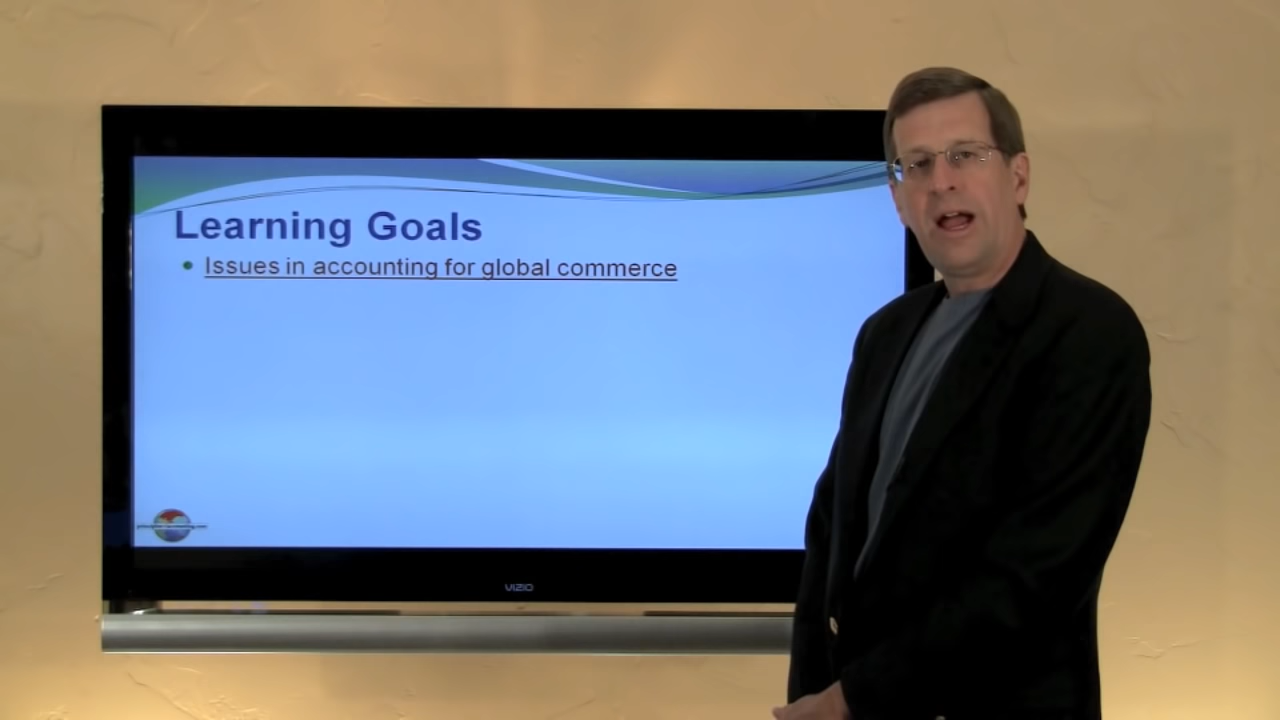 Learning Goals
• Issues in accounting for global commerce
VIZIO